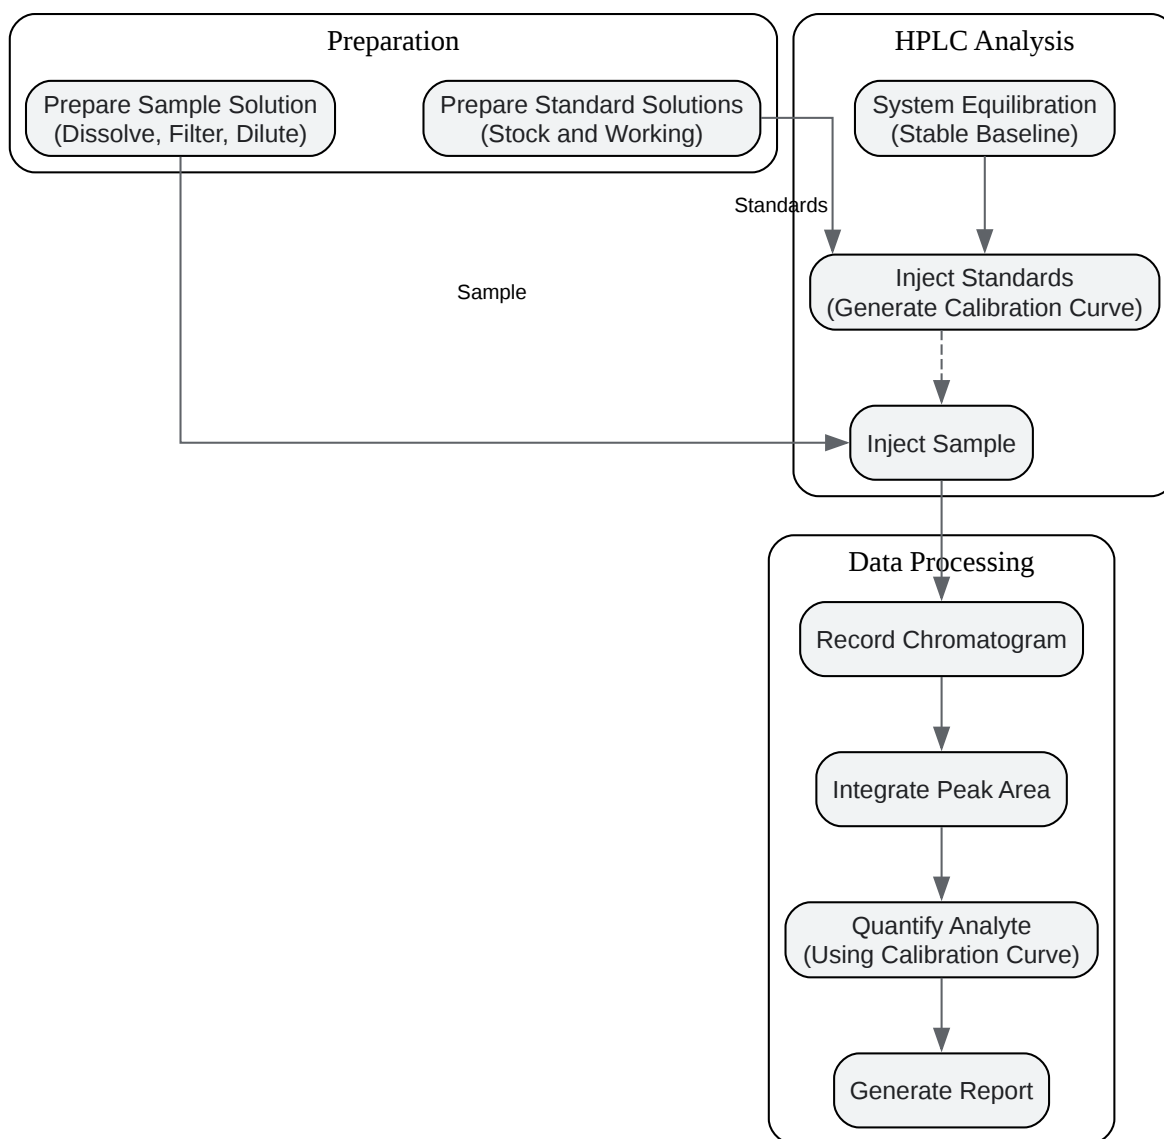 Preparation
Prepare Sample Solution
(Dissolve, Filter, Dilute)
Prepare Standard Solutions
(Stock and Working)
HPLC Analysis
System Equilibration
(Stable Baseline)
Standards
Inject Standards
(Generate Calibration Curve)
Sample
Inject Sample
Data Processing
Record Chromatogram
Integrate Peak Area
Quantify Analyte
(Using Calibration Curve)
Generate Report